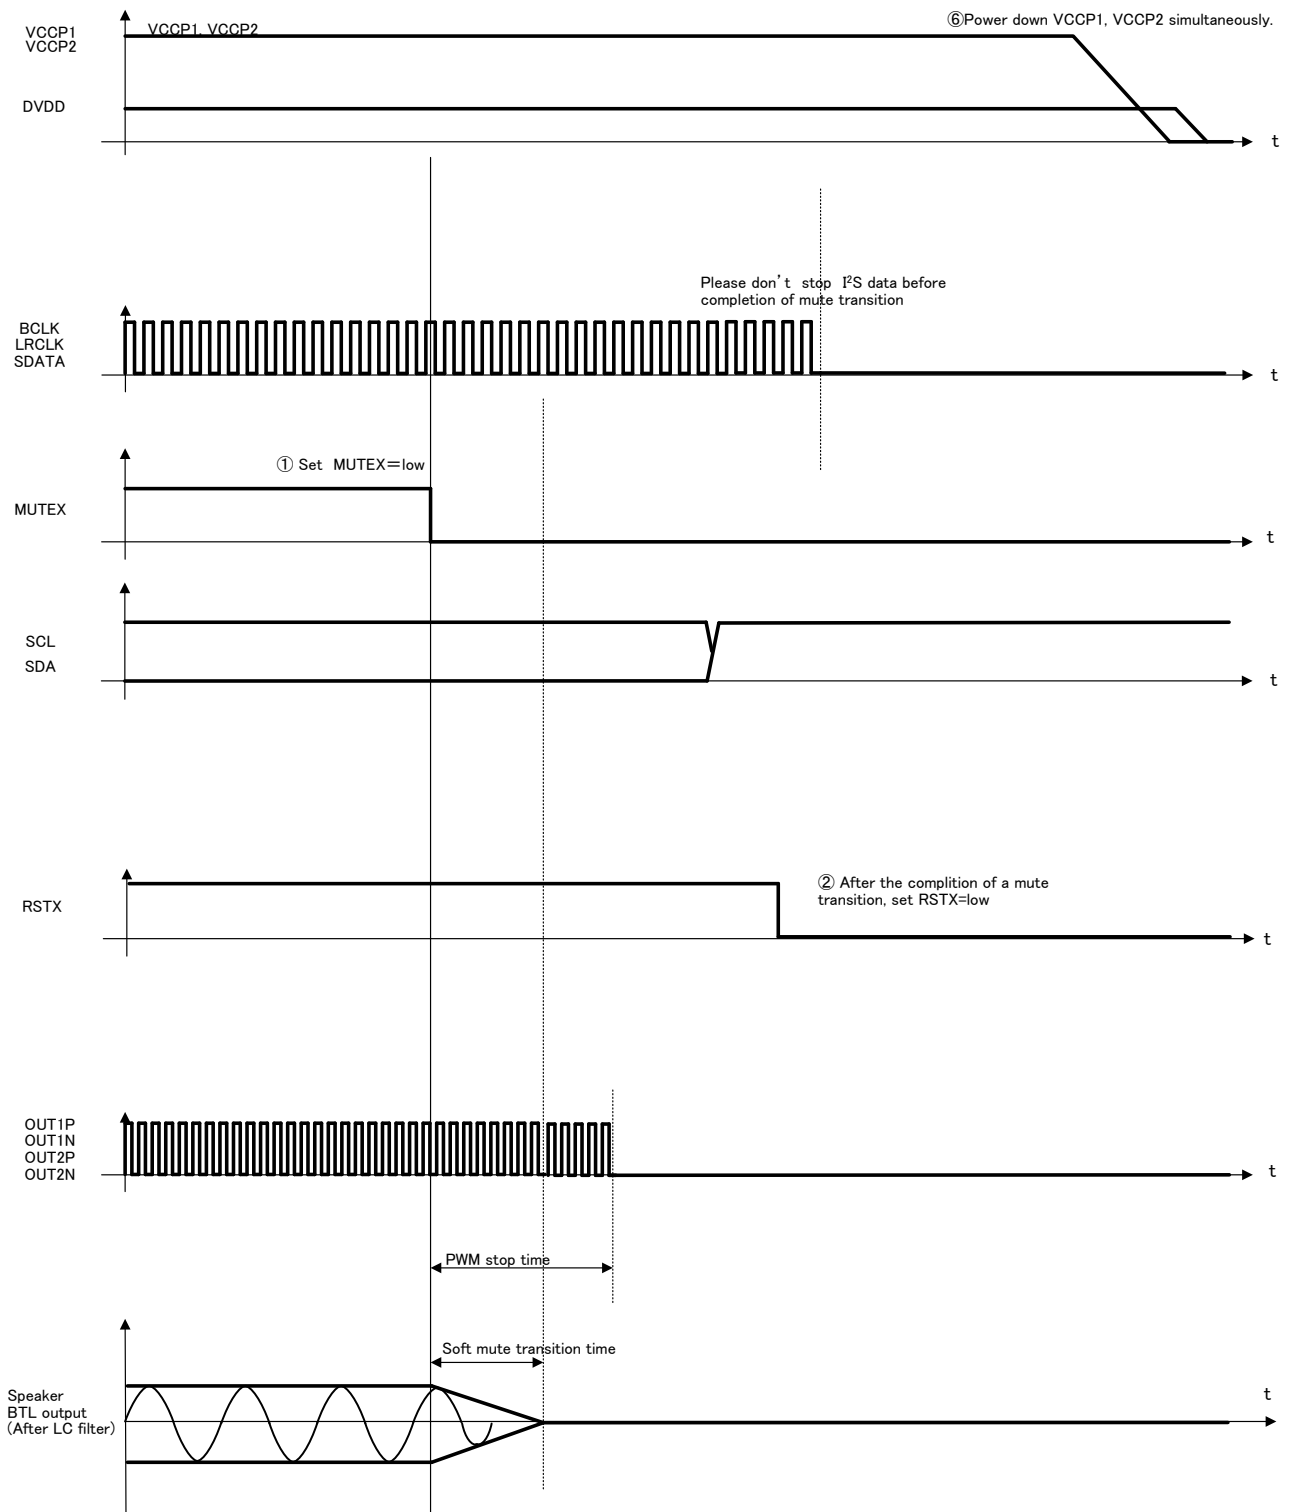 ⑥Power down VCCP1, VCCP2 simultaneously.
VCCP1
VCCP2
VCCP1, VCCP2
DVDD
t
Please don't stop I²S data before
completion of mute transition
BCLK
LRCLK
SDATA
t
① Set MUTEX=low
MUTEX
t
SCL
SDA
t
② After the complition of a mute
transition, set RSTX=low
RSTX
t
OUT1P
OUT1N
OUT2P
OUT2N
t
PWM stop time
Soft mute transition time
Speaker
BTL output
(After LC filter)
t